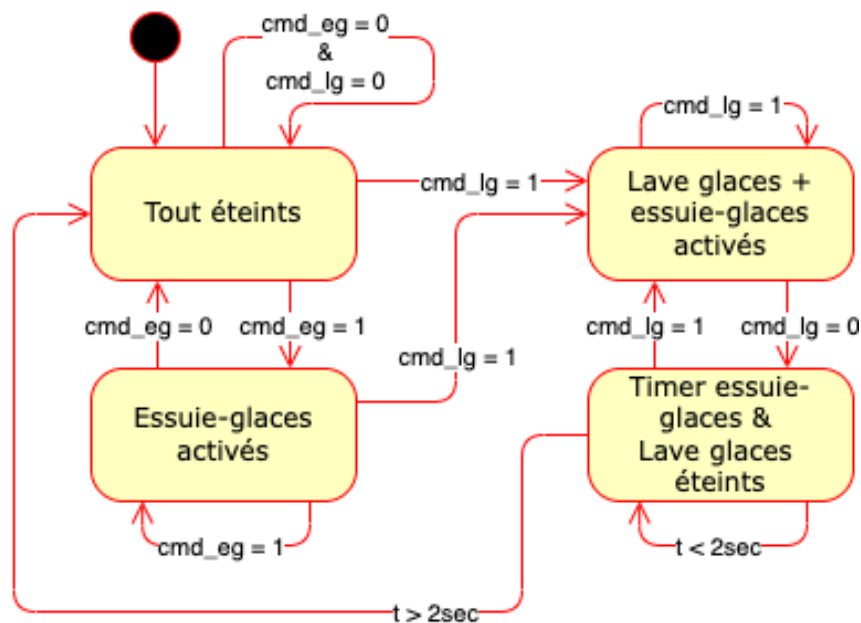 cmd_eg = 0
&
cmd_lg = 0
cmd_lg = 1
Tout éteints
cmd_lg = 1
Lave glaces +
essuie-glaces
activés
cmd_eg = 0
cmd_eg = 1
cmd_lg = 1
cmd_lg = 1
cmd_lg = 0
Essuie-glaces
activés
Timer essuie-
glaces &
Lave glaces
éteints
cmd_eg = 1
t < 2sec
t > 2sec